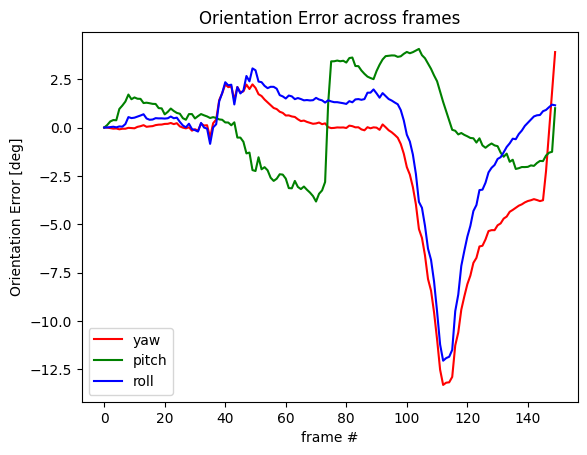 Orientation Error across frames
Orientation Error [deg]
2.5
0.0
−2.5
−5.0
−7.5
−10.0
−12.5
yaw
pitch
roll
0 20 40 60 80 100 120 140
frame #